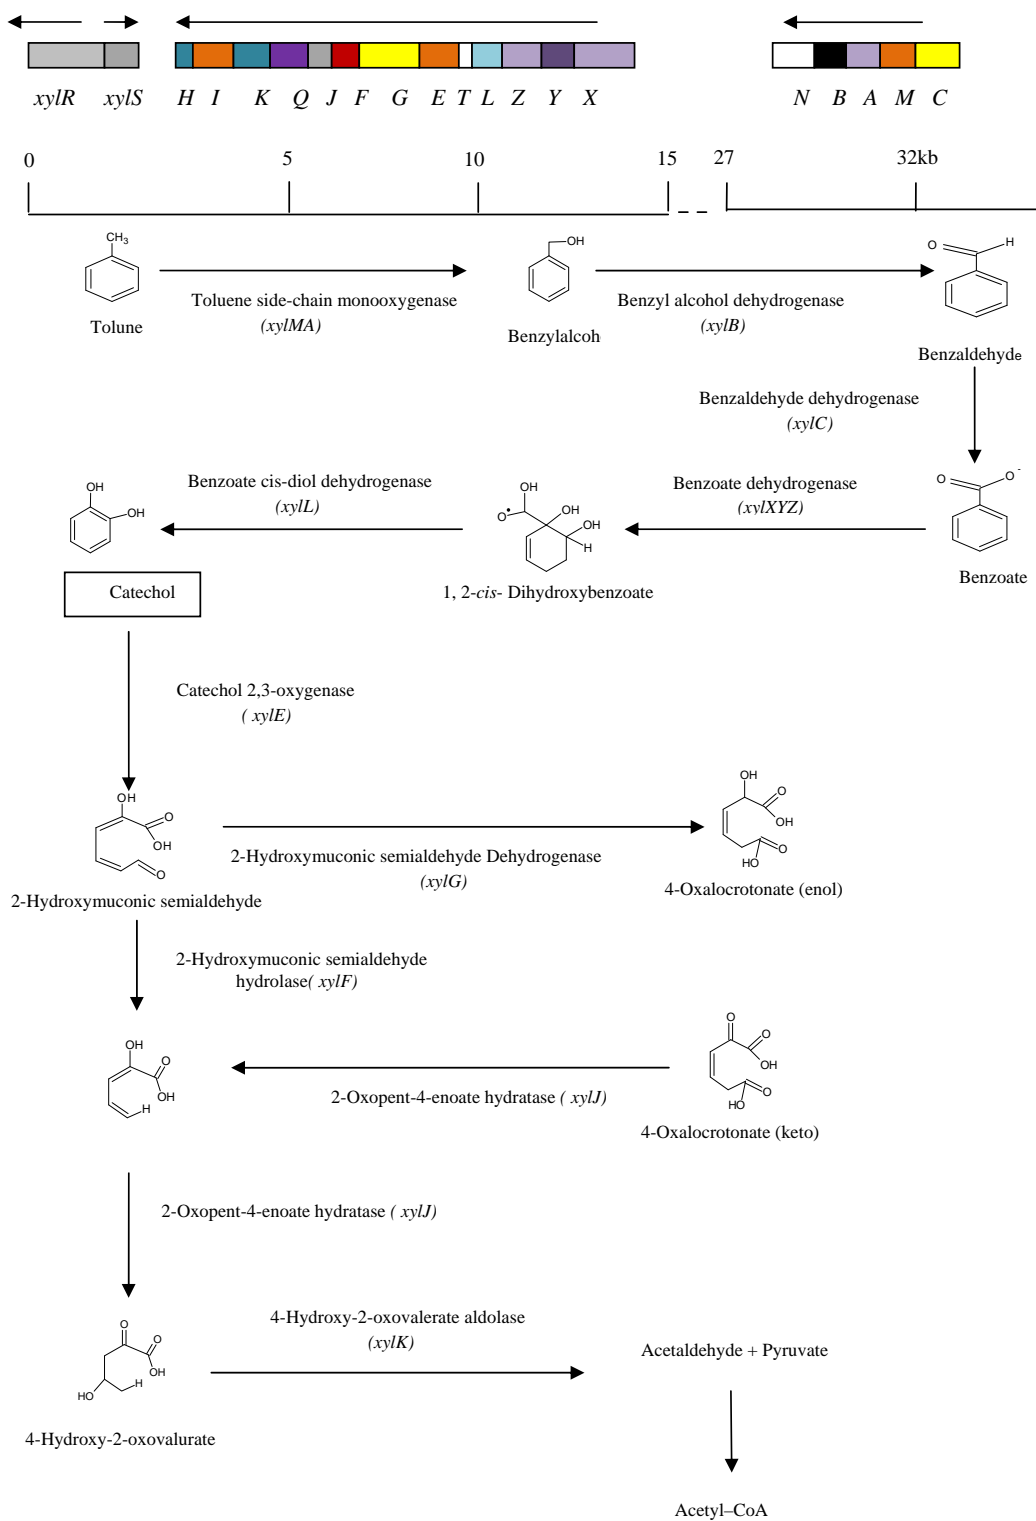 xylR xylS H I K Q J F G E T L Z Y X N B A M C
0 5 10 15 27 32kb
CH3
OH
O H
Toluene side-chain monooxygenase
(xylMA)
Benzyl alcohol dehydrogenase
(xylB)
Tolune
Benzylalcoh
Benzaldehyde
Benzaldehyde dehydrogenase
(xylC)
OH
OH
Benzoate cis-diol dehydrogenase
(xylL)
OH
O
OH
OH
H
Benzoate dehydrogenase
(xylXYZ)
O O -
Catechol
1, 2-cis- Dihydroxybenzoate
Benzoate
Catechol 2,3-oxygenase
( xylE)
OH
O
OH
O
2-Hydroxymuconic semialdehyde
2-Hydroxymuconic semialdehyde Dehydrogenase
(xylG)
OH
O
OH
O
HO
4-Oxalocrotonate (enol)
2-Hydroxymuconic semialdehyde
hydrolase( xylF)
OH
O
OH
H
2-Oxopent-4-enoate hydratase ( xylJ)
O
O
OH
O
HO
4-Oxalocrotonate (keto)
2-Oxopent-4-enoate hydratase ( xylJ)
O
O
OH
H
HO
4-Hydroxy-2-oxovalurate
4-Hydroxy-2-oxovalerate aldolase
(xylK)
Acetaldehyde + Pyruvate
Acetyl–CoA